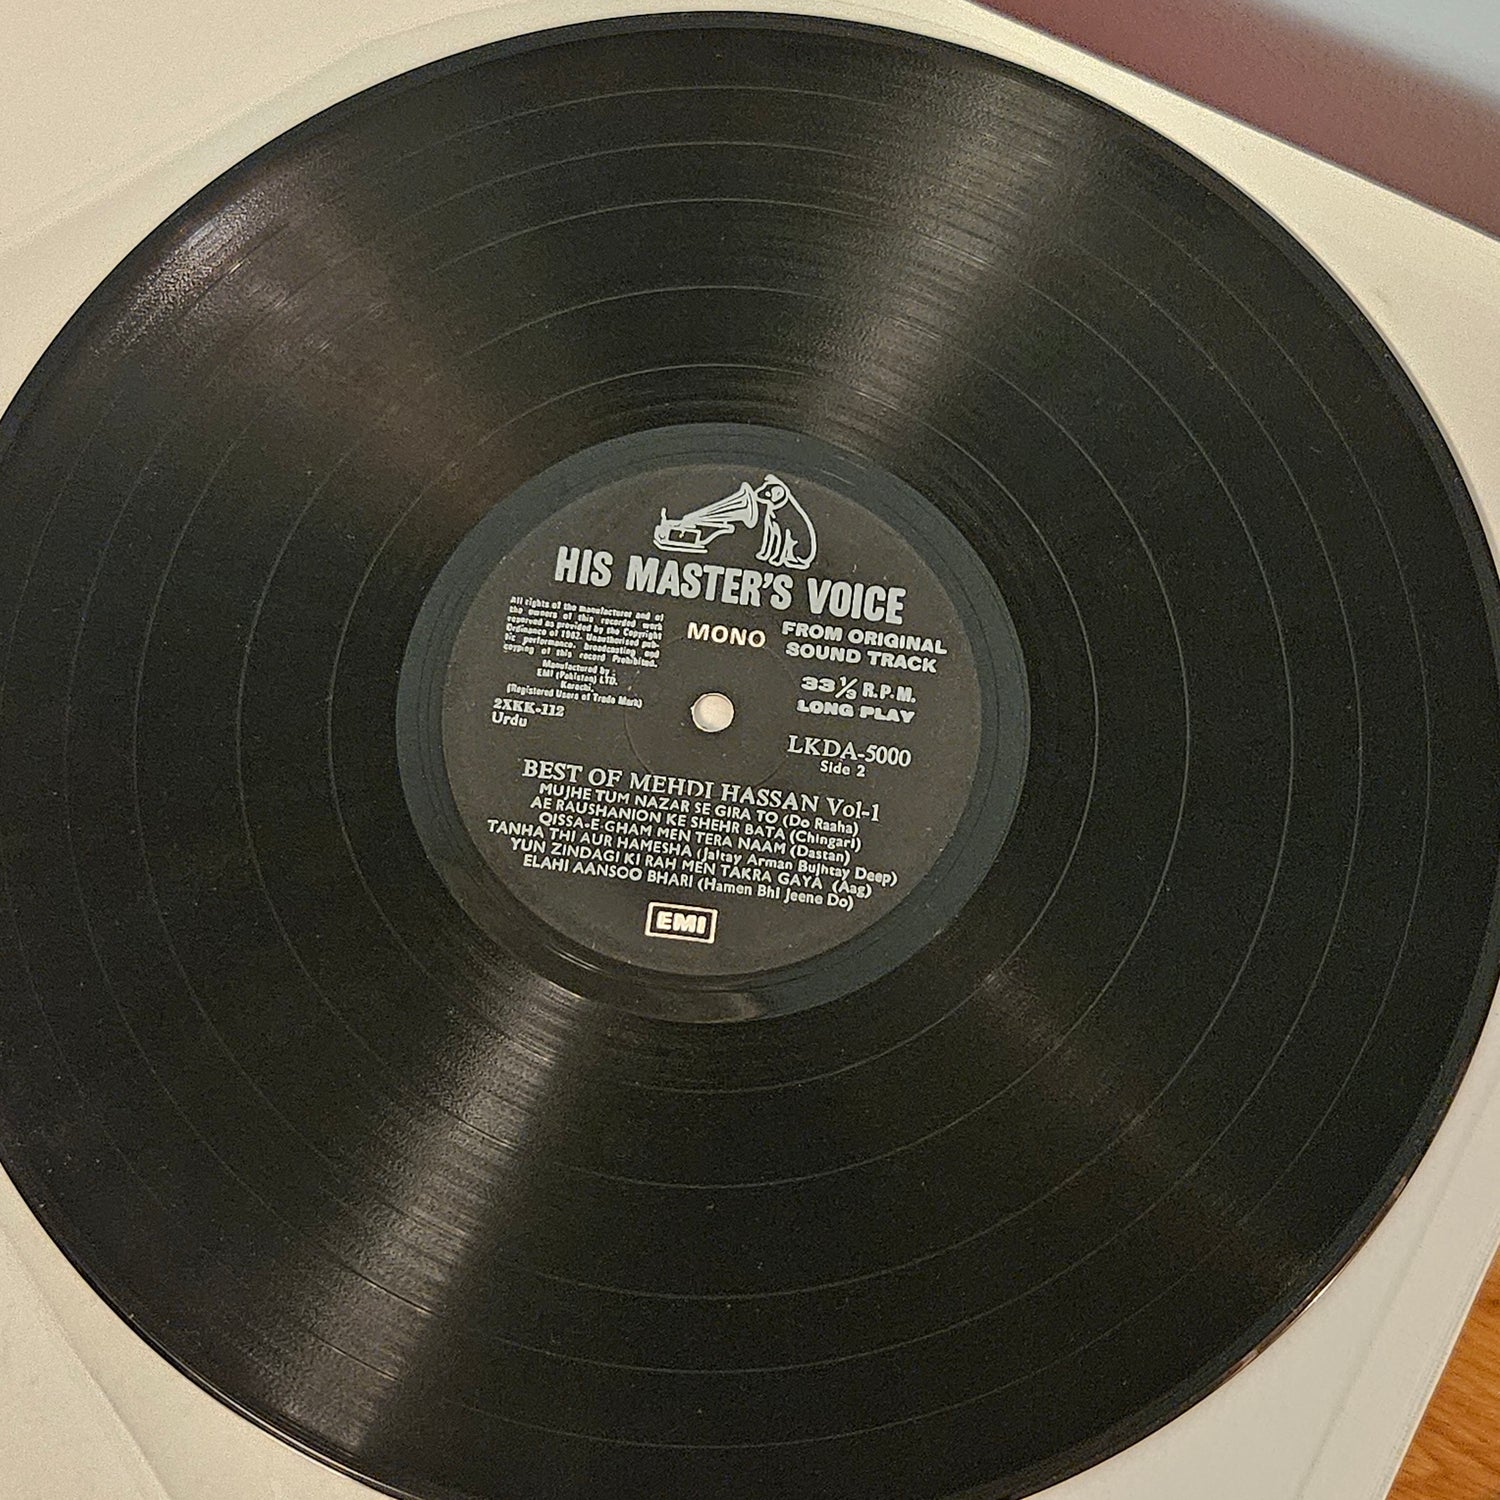 HIS MASTER'S VOICE
All rights of the manufacturer and of
the owners of this recorded work
reserved as provided by the Copyright
Ordinance of 1962. Unauthorised pub-
lic performance, broadcasting and
copying of this record Prohibited.
Manufactured by
EMI (Pakistan) LTD.
Karachi.
(Registered Users of Trade Mark)
2XKK-112
Urdu
MONO
FROM ORIGINAL
SOUND TRACK
33⅓ R.P.M.
LONG PLAY
LKDA-5000
Side 2
BEST OF MEHDI HASSAN Vol-1
MUJHE TUM NAZAR SE GIRA TO (Do Raaha)
AE RAUSHANION KE SHEHR BATA (Chingari)
QISSA-E-GHAM MEN TERA NAAM (Dastan)
TANHA THI AUR HAMESHA (Jaltay Arman Bujhtay Deep)
YUN ZINDAGI KI RAH MEN TAKRA GAYA (Aag)
ELAHI AANSOO BHARI (Hamen Bhi Jeene Do)
EMI